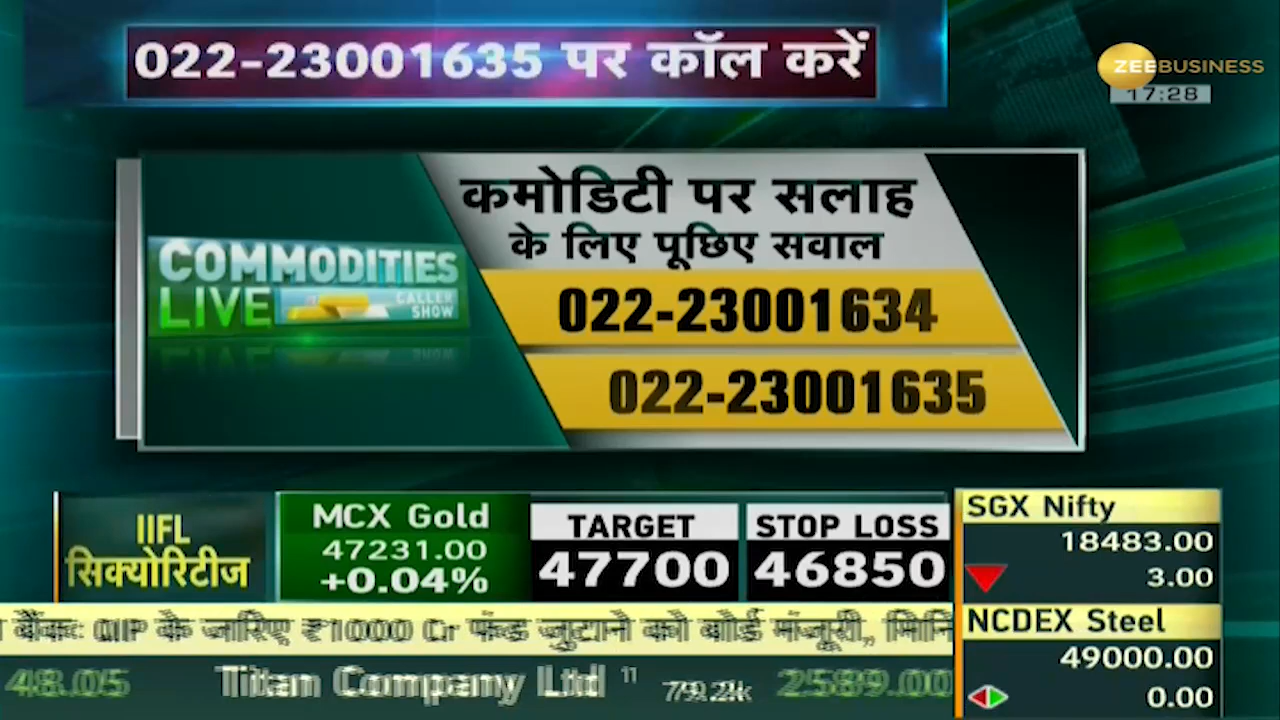 022-23001635 पर कॉल करें
ZEEBUSINESS
17:28
कमोडिटी पर सलाह
के लिए पूछिए सवाल
COMMODITIES
LIVE
CALLER
SHOW
022-23001634
022-23001635
IIFL
सिक्योरिटीज
MCX Gold
47231.00
+0.04%
TARGET
47700
STOP LOSS
46850
SGX Nifty
18483.00
3.00
NCDEX Steel
49000.00
0.00
बैंक: QIP के जरिए ₹1000 Cr फंड जुटाने को बोर्ड मंजूरी,
48.05 Titan Company Ltd 79.2k 2589.00